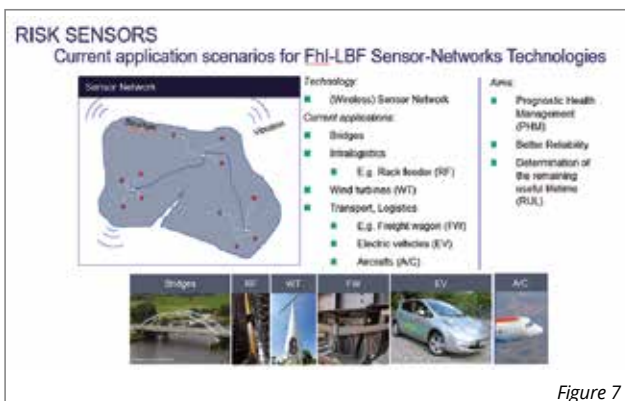 RISK SENSORS
Current application scenarios for FhI-LBF Sensor-Networks Technologies
Sensor Network
Vibration
Technology:
(Wireless) Sensor Network
Current applications:
Bridges
Intralogistics
E.g. Rack feeder (RF)
Wind turbines (WT)
Transport, Logistics
E.g. Freight wagon (FW)
Electric vehicles (EV)
Aircrafts (A/C)
Aims:
Prognostic Health
Management
(PHM)
Better Reliability
Determination of
the remaining
useful lifetime
(RUL)
Bridges RF WT FW EV A/C
Figure 7